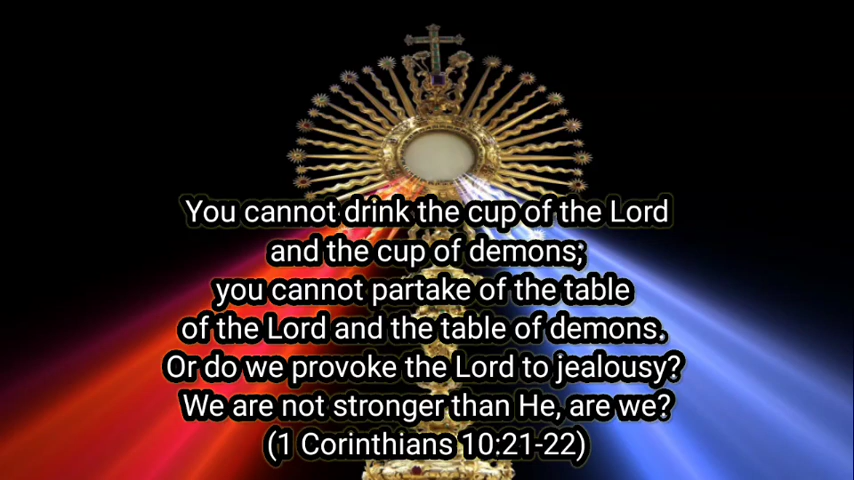 You cannot drink the cup of the Lord
and the cup of demons;
you cannot partake of the table
of the Lord and the table of demons.
Or do we provoke the Lord to jealousy?
We are not stronger than He, are we?
(1 Corinthians 10:21-22)